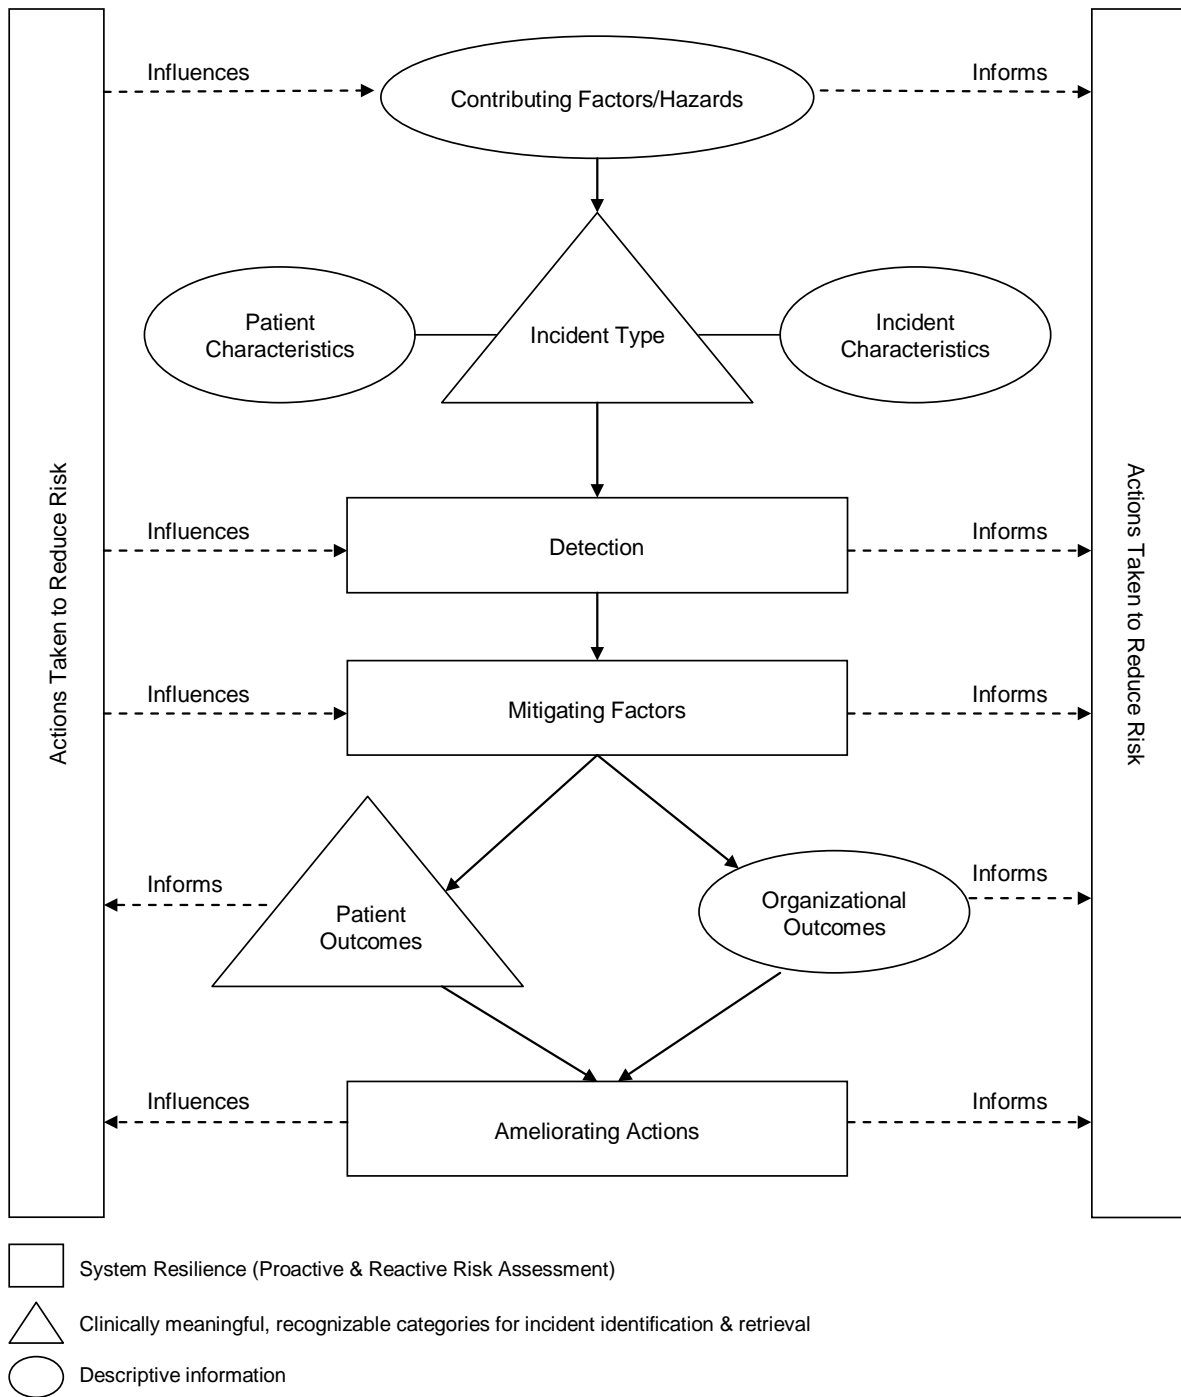 Influences
Informs
Contributing Factors/Hazards
Patient
Characteristics
Incident Type
Incident
Characteristics
Actions Taken to Reduce Risk
Actions Taken to Reduce Risk
Influences
Detection
Informs
Influences
Mitigating Factors
Informs
Informs
Patient
Outcomes
Organizational
Outcomes
Informs
Influences
Ameliorating Actions
Informs
System Resilience (Proactive & Reactive Risk Assessment)
Clinically meaningful, recognizable categories for incident identification & retrieval
Descriptive information